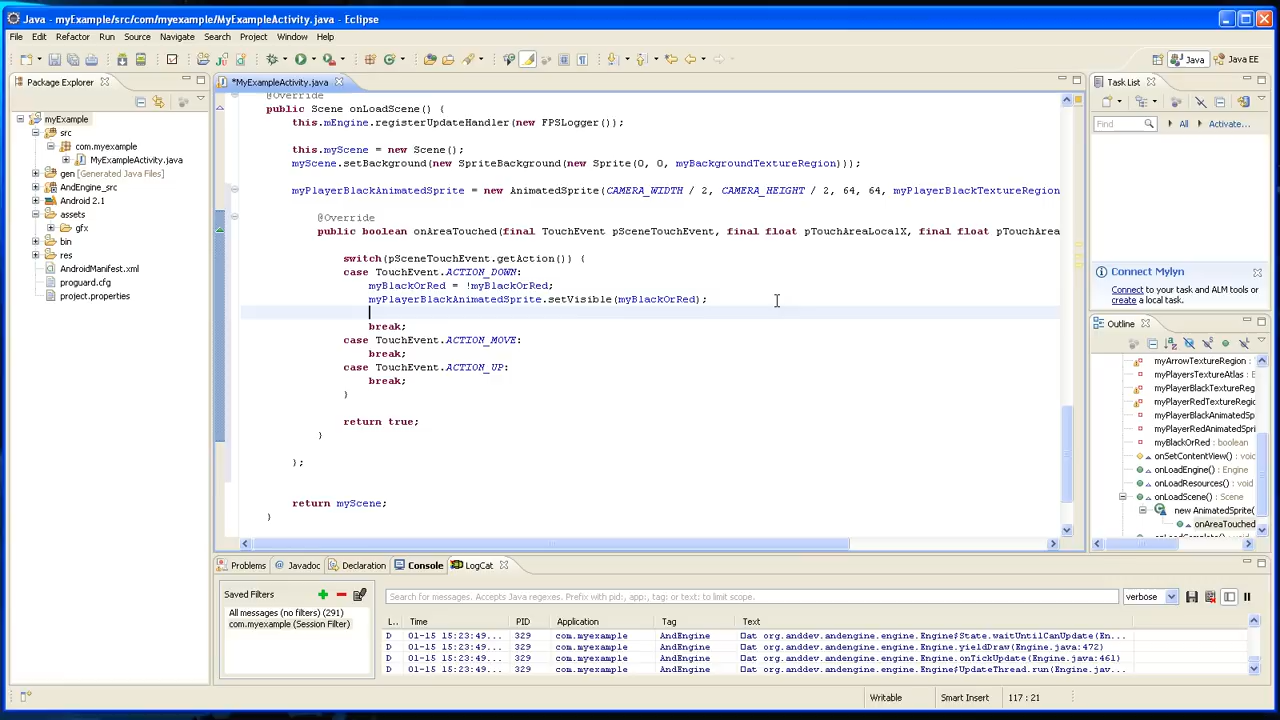 Java - myExample/src/com/myexample/MyExampleActivity.java - Eclipse
File Edit Refactor Run Source Navigate Search Project Window Help
Java
Java EE
Package Explorer
myExample
src
com.myexample
MyExampleActivity.java
gen [Generated Java Files]
AndEngine_src
Android 2.1
assets
gfx
bin
res
AndroidManifest.xml
proguard.cfg
project.properties
*MyExampleActivity.java
@Override
public Scene onLoadScene() {
this.mEngine.registerUpdateHandler(new FPSLogger());
this.myScene = new Scene();
myScene.setBackground(new SpriteBackground(new Sprite(0, 0, myBackgroundTextureRegion)));
myPlayerBlackAnimatedSprite = new AnimatedSprite(CAMERA_WIDTH / 2, CAMERA_HEIGHT / 2, 64, 64, myPlayerBlackTextureRegion
@Override
public boolean onAreaTouched(final TouchEvent pSceneTouchEvent, final float pTouchAreaLocalX, final float pTouchArea
switch(pSceneTouchEvent.getAction()) {
case TouchEvent.ACTION_DOWN:
myBlackOrRed = !myBlackOrRed;
myPlayerBlackAnimatedSprite.setVisible(myBlackOrRed);
break;
case TouchEvent.ACTION_MOVE:
break;
case TouchEvent.ACTION_UP:
break;
}
return true;
}
};
return myScene;
}
Task List
Find
All
Activate...
Connect Mylyn
Connect to your task and ALM tools or
create a local task.
Outline
myArrowTextureRegion :
myPlayersTextureAtlas : E
myPlayerBlackTextureReg
myPlayerRedTextureRegio
myPlayerBlackAnimatedSp
myPlayerRedAnimatedSpri
myBlackOrRed : boolean
onSetContentView() : void
onLoadEngine() : Engine
onLoadResources() : void
onLoadScene() : Scene
new AnimatedSprite(
onAreaTouched
Problems
Javadoc
Declaration
Console
LogCat
Saved Filters
All messages (no filters) (291)
com.myexample (Session Filter)
Search for messages. Accepts Java regexes. Prefix with pid:, app:, tag: or text: to limit scope.
verbose
L.. Time PID Application Tag Text
D 01-15 15:23:49... 329 com.myexample AndEngine at org.anddev.andengine.engine.Engine$State.waitUntilCanUpdate(En...
D 01-15 15:23:49... 329 com.myexample AndEngine at org.anddev.andengine.engine.Engine.yieldDraw(Engine.java:472)
D 01-15 15:23:49... 329 com.myexample AndEngine at org.anddev.andengine.engine.Engine.onTickUpdate(Engine.java:461)
D 01-15 15:23:49... 329 com.myexample AndEngine at org.anddev.andengine.engine.Engine$UpdateThread.run(Engine.jav...
Writable
Smart Insert
117 : 21